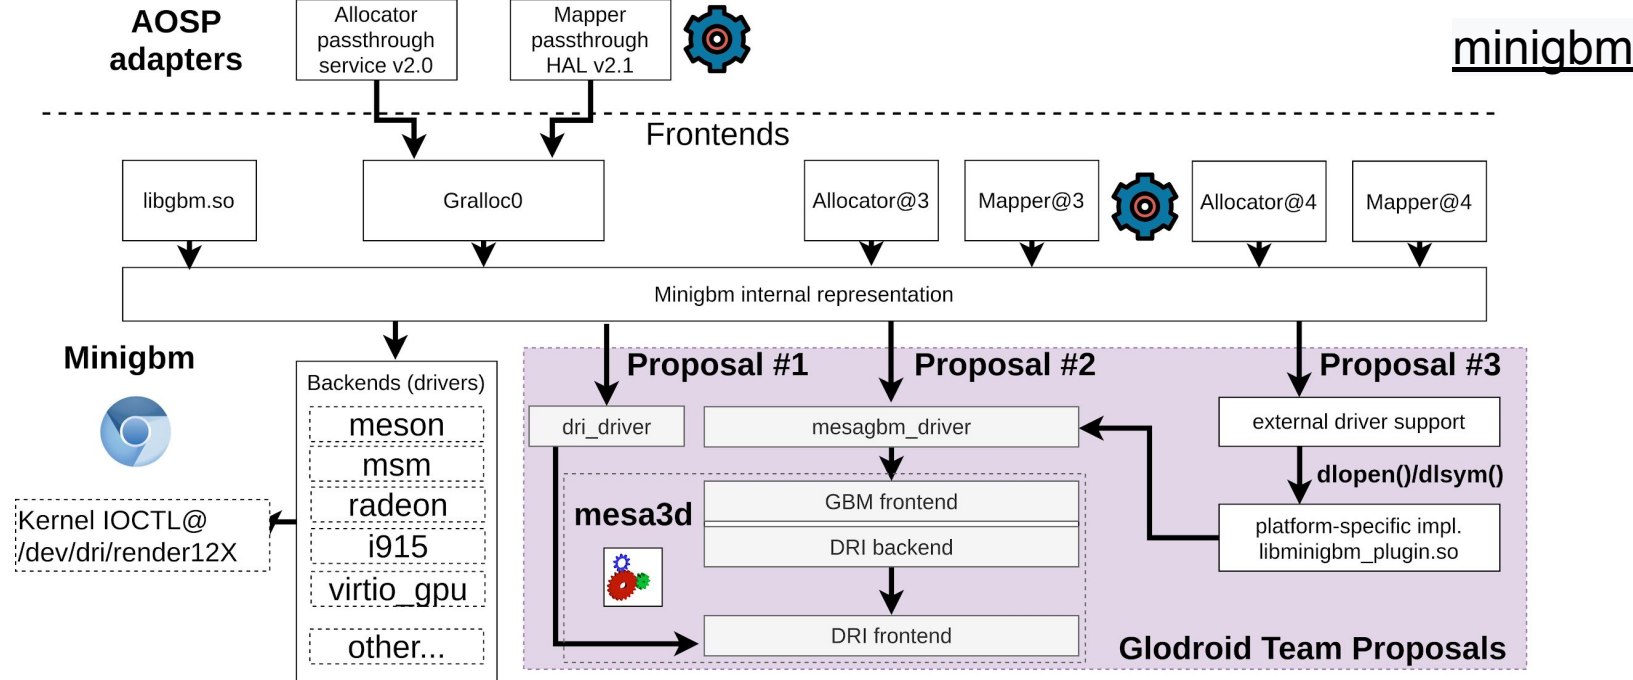 AOSP
adapters
Allocator
passthrough
service v2.0
Mapper
passthrough
HAL v2.1
minigbm
Frontends
libgbm.so
Gralloc0
Allocator@3
Mapper@3
Allocator@4
Mapper@4
Minigbm internal representation
Minigbm
Backends (drivers)
meson
msm
radeon
i915
virtio_gpu
other...
Kernel IOCTL@
/dev/dri/render12X
Proposal #1
Proposal #2
Proposal #3
dri_driver
mesagbm_driver
external driver support
dlopen()/dlsym()
mesa3d
GBM frontend
DRI backend
platform-specific impl.
libminigbm_plugin.so
DRI frontend
Glodroid Team Proposals